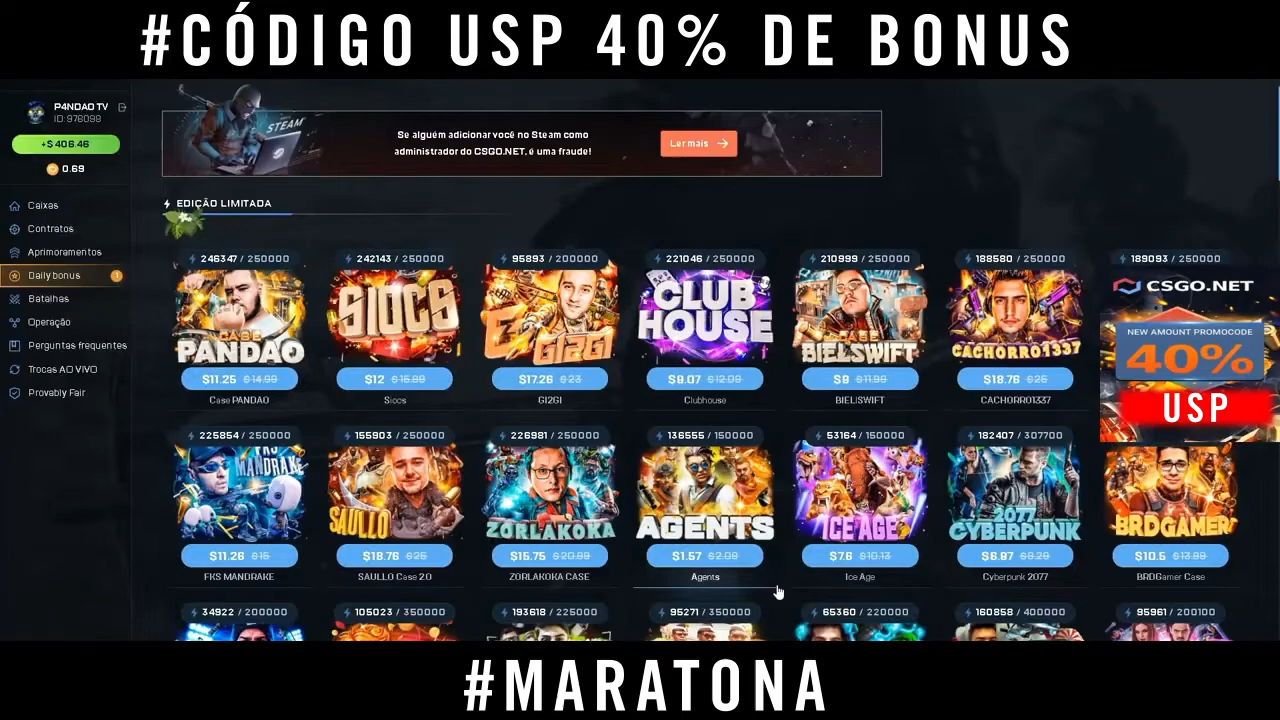 #CÓDIGO USP 40% DE BONUS
P4NDAO TV
ID: 978098
+$ 406.46
0.69
Caixas
Contratos
Aprimoramentos
Daily bonus
1
Batalhas
Operação
Perguntas frequentes
Trocas AO VIVO
Provably Fair
STEAM
Se alguém adicionar você no Steam como
administrador do CSGO.NET, é uma fraude!
Ler mais
EDIÇÃO LIMITADA
246347 / 250000
242143 / 250000
95893 / 200000
221046 / 250000
210999 / 250000
188580 / 250000
189093 / 250000
CASE
PANDAO
SIOCS
GI2GI
CLUB
HOUSE
CASE
BIELSWIFT
CACHORRO1337
CSGO.NET
NEW AMOUNT PROMOCODE
40%
USP
$11.25 $14.99
$12 $15.99
$17.26 $23
$9.07 $12.09
$9 $11.99
$18.76 $25
Case PANDAO
Siocs
GI2GI
Clubhouse
BIELISWIFT
CACHORRO1337
225854 / 250000
155903 / 250000
226981 / 250000
136555 / 150000
53164 / 150000
182407 / 307700
FKS
MANDRAKE
SAULLO
ZORLAKOKA
AGENTS
ICE AGE
2077
CYBERPUNK
BRDGAMER
$11.26 $15
$18.76 $25
$15.75 $20.99
$1.57 $2.09
$7.6 $10.13
$6.97 $9.29
$10.5 $13.99
FKS MANDRAKE
SAULLO Case 2.0
ZORLAKOKA CASE
Agents
Ice Age
Cyberpunk 2077
BRDGamer Case
34922 / 200000
105023 / 350000
193618 / 225000
95271 / 350000
65360 / 220000
160858 / 400000
95961 / 200100
#MARATONA